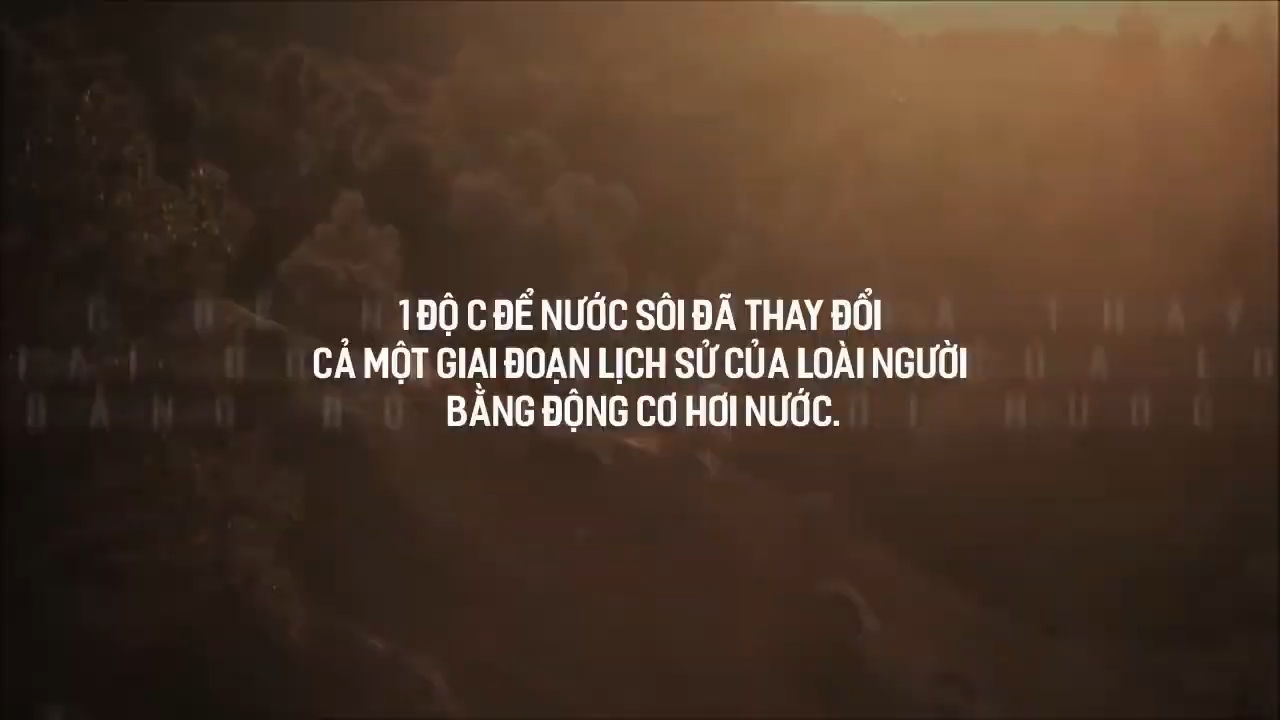 1 ĐỘ C ĐỂ NƯỚC SÔI ĐÃ THAY ĐỔI
CẢ MỘT GIAI ĐOẠN LỊCH SỬ CỦA LOÀI NGƯỜI
BẰNG ĐỘNG CƠ HƠI NƯỚC.